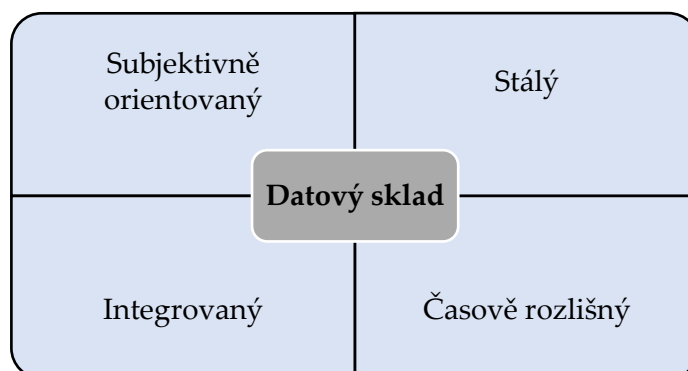 Subjektivně
orientovaný
Stálý
Datový sklad
Integrovaný
Časově rozlišný